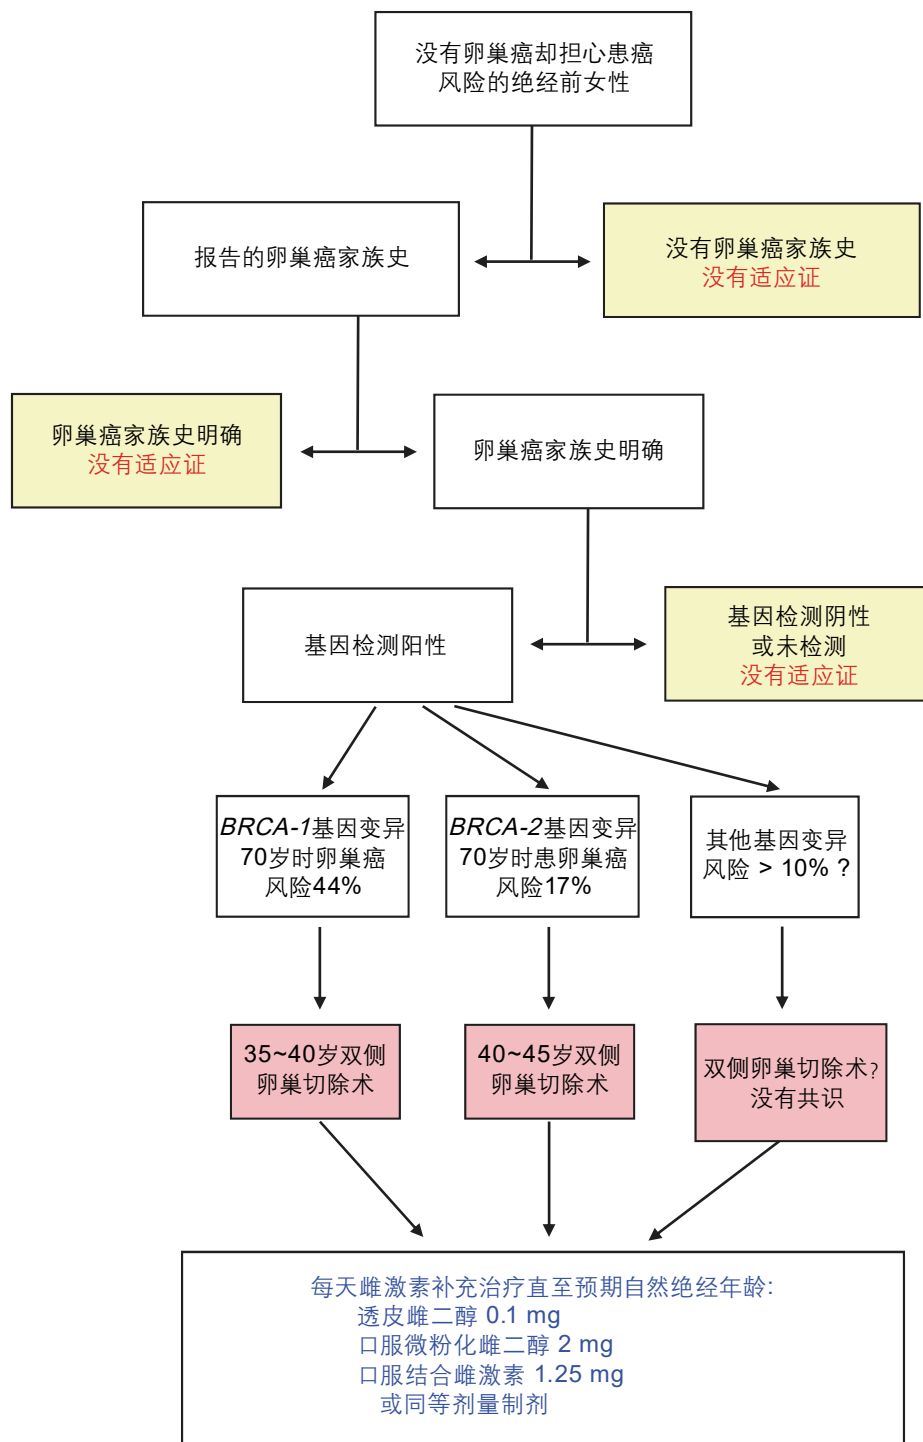 没有卵巢癌却担心患癌
风险的绝经前女性
报告的卵巢癌家族史
没有卵巢癌家族史
没有适应证
卵巢癌家族史明确
没有适应证
卵巢癌家族史明确
基因检测阳性
基因检测阴性
或未检测
没有适应证
BRCA-1基因变异
70岁时卵巢癌
风险44%
BRCA-2基因变异
70岁时患卵巢癌
风险17%
其他基因变异
风险 > 10% ?
35~40岁双侧
卵巢切除术
40~45岁双侧
卵巢切除术
双侧卵巢切除术?
没有共识
每天雌激素补充治疗直至预期自然绝经年龄:
透皮雌二醇 0.1 mg
口服微粉化雌二醇 2 mg
口服结合雌激素 1.25 mg
或同等剂量制剂